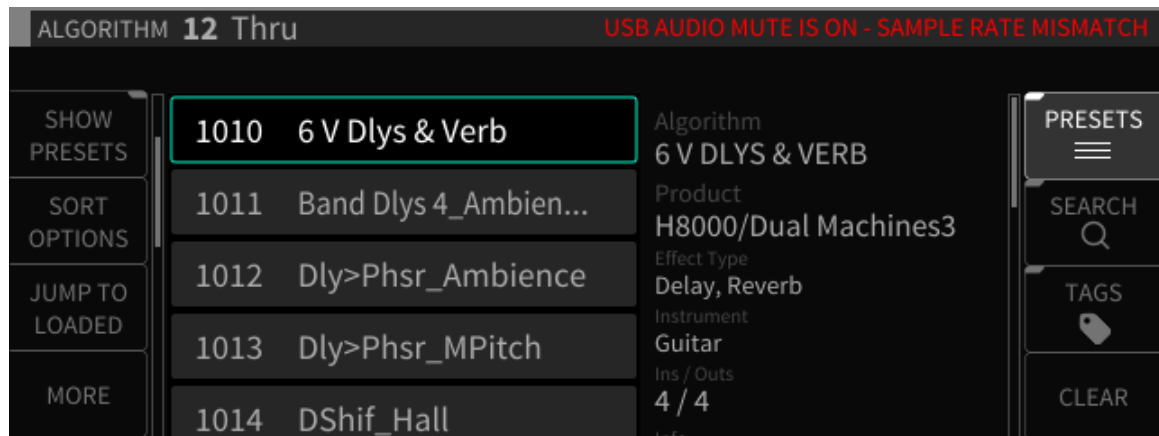 ALGORITHM 12 Thru
USB AUDIO MUTE IS ON - SAMPLE RATE MISMATCH
SHOW
PRESETS
SORT
OPTIONS
JUMP TO
LOADED
MORE
1010 6 V Dlys & Verb
1011 Band Dlys 4_Ambien...
1012 Dly>Phsr_Ambience
1013 Dly>Phsr_MPitch
1014 DShif_Hall
Algorithm
6 V DLYS & VERB
Product
H8000/Dual Machines3
Effect Type
Delay, Reverb
Instrument
Guitar
Ins / Outs
4 / 4
PRESETS
SEARCH
TAGS
CLEAR